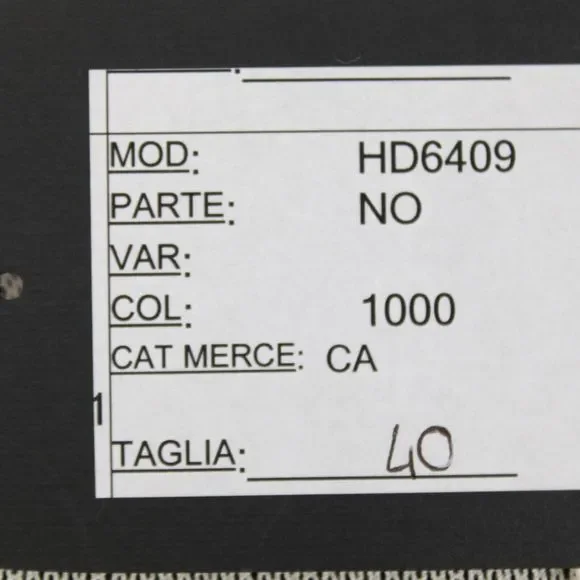 MOD: HD6409
PARTE: NO
VAR:
COL: 1000
CAT MERCE: CA
1
TAGLIA: 40